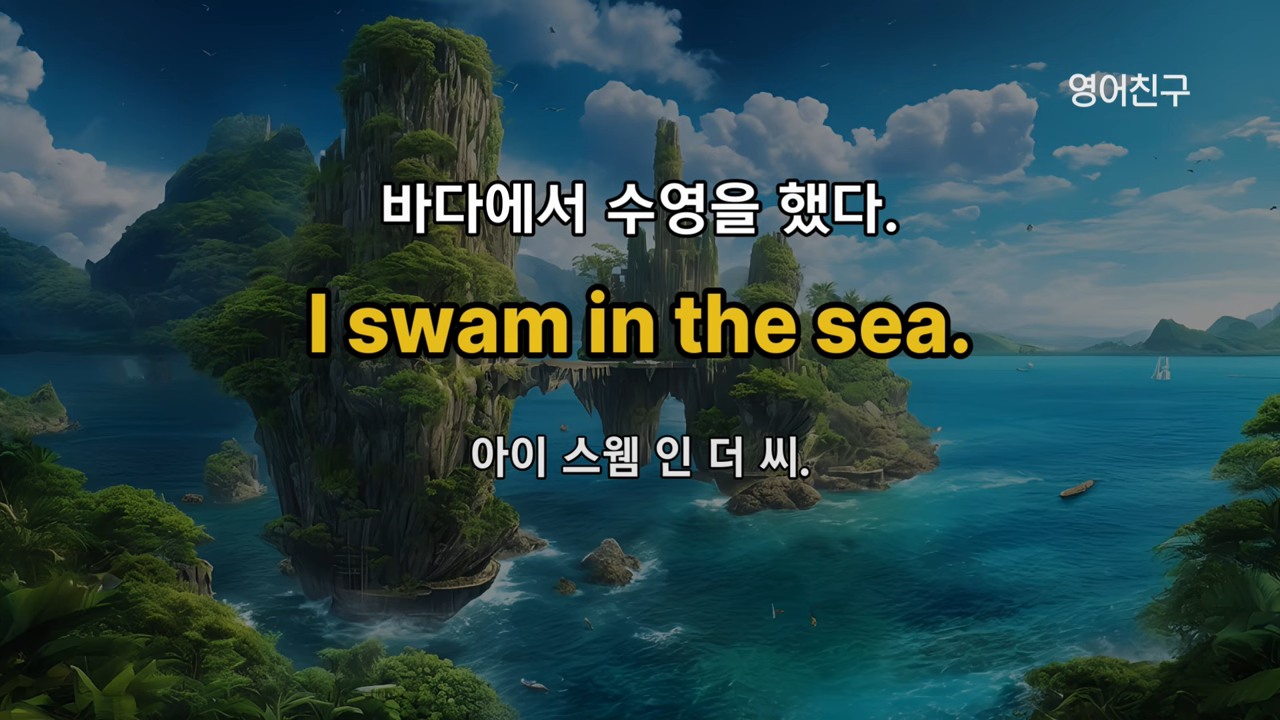 영어친구
바다에서 수영을 했다.
I swam in the sea.
아이 스웸 인 더 씨.